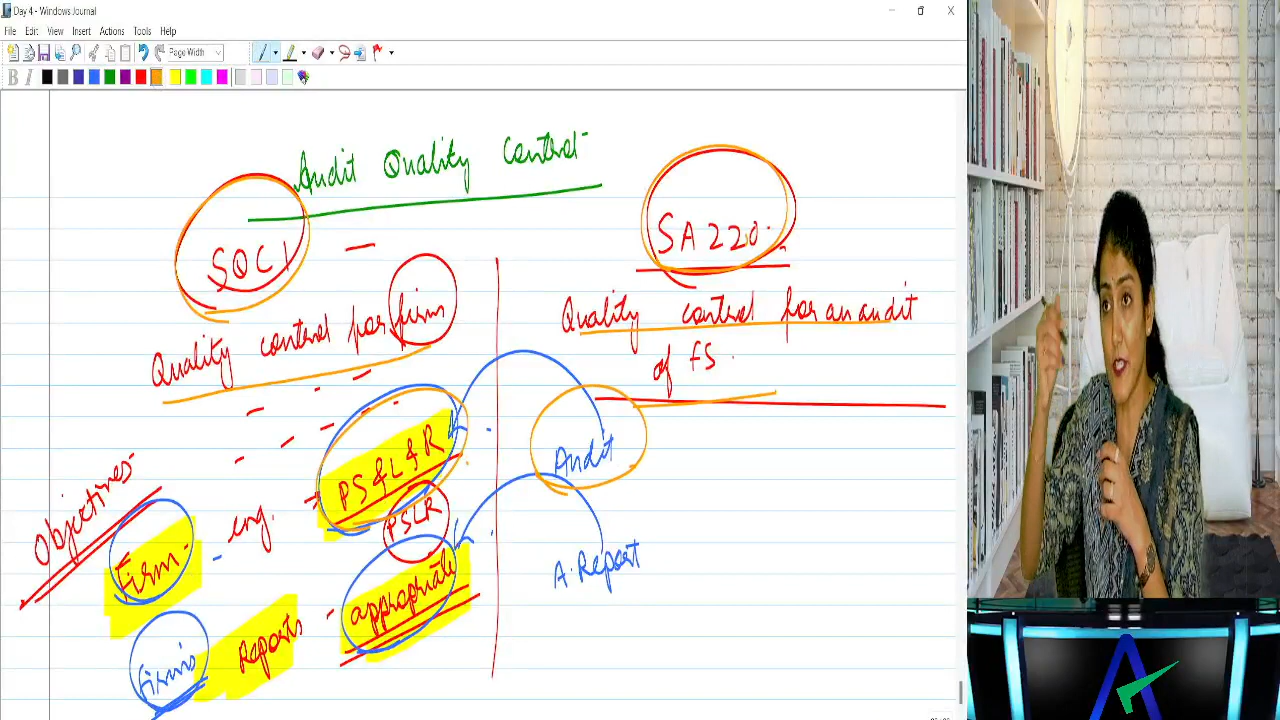 Day 4 - Windows Journal
File Edit View Insert Actions Tools Help
Page Width
B I
Audit Quality Control
SQC 1 -
Quality control for firms
Objectives
Firm - eng. - PS & L & R
PSLR
Firm's Reports - appropriate
SA 220.
Quality control for an audit
of FS
Audit
A. Report